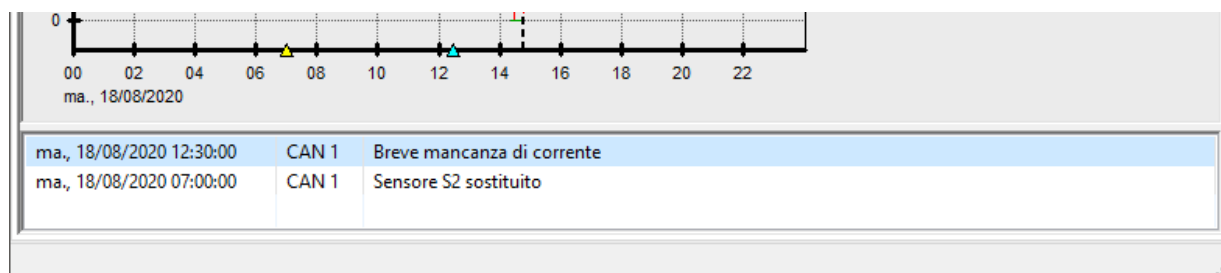 0
00 02 04 06 08 10 12 14 16 18 20 22
ma., 18/08/2020
ma., 18/08/2020 12:30:00 CAN 1 Breve mancanza di corrente
ma., 18/08/2020 07:00:00 CAN 1 Sensore S2 sostituito